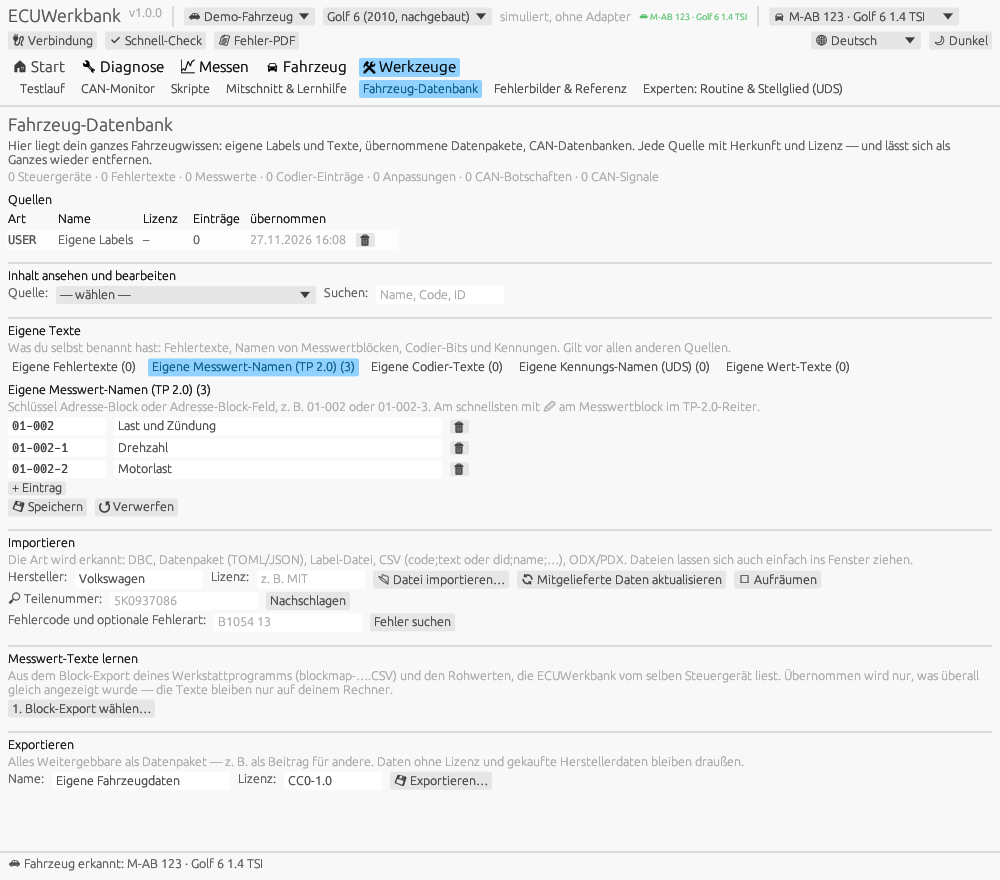 ECUWerkbank v1.0.0 Demo-Fahrzeug Golf 6 (2010, nachgebaut) simuliert, ohne Adapter M-AB 123 · Golf 6 1.4 TSI M-AB 123 · Golf 6 1.4 TSI
Verbindung Schnell-Check Fehler-PDF Deutsch Dunkel
Start Diagnose Messen Fahrzeug Werkzeuge
Testlauf CAN-Monitor Skripte Mitschnitt & Lernhilfe Fahrzeug-Datenbank Fehlerbilder & Referenz Experten: Routine & Stellglied (UDS)
Fahrzeug-Datenbank
Hier liegt dein ganzes Fahrzeugwissen: eigene Labels und Texte, übernommene Datenpakete, CAN-Datenbanken. Jede Quelle mit Herkunft und Lizenz — und lässt sich als
Ganzes wieder entfernen.
0 Steuergeräte · 0 Fehlertexte · 0 Messwerte · 0 Codier-Einträge · 0 Anpassungen · 0 CAN-Botschaften · 0 CAN-Signale
Quellen
Art Name Lizenz Einträge übernommen
USER Eigene Labels – 0 27.11.2026 16:08
Inhalt ansehen und bearbeiten
Quelle: — wählen — Suchen: Name, Code, ID
Eigene Texte
Was du selbst benannt hast: Fehlertexte, Namen von Messwertblöcken, Codier-Bits und Kennungen. Gilt vor allen anderen Quellen.
Eigene Fehlertexte (0) Eigene Messwert-Namen (TP 2.0) (3) Eigene Codier-Texte (0) Eigene Kennungs-Namen (UDS) (0) Eigene Wert-Texte (0)
Eigene Messwert-Namen (TP 2.0) (3)
Schlüssel Adresse-Block oder Adresse-Block-Feld, z. B. 01-002 oder 01-002-3. Am schnellsten mit am Messwertblock im TP-2.0-Reiter.
01-002 Last und Zündung
01-002-1 Drehzahl
01-002-2 Motorlast
+ Eintrag
Speichern Verwerfen
Importieren
Die Art wird erkannt: DBC, Datenpaket (TOML/JSON), Label-Datei, CSV (code;text oder did;name;…), ODX/PDX. Dateien lassen sich auch einfach ins Fenster ziehen.
Hersteller: Volkswagen Lizenz: z. B. MIT Datei importieren… Mitgelieferte Daten aktualisieren Aufräumen
Teilenummer: 5K0937086 Nachschlagen
Fehlercode und optionale Fehlerart: B1054 13 Fehler suchen
Messwert-Texte lernen
Aus dem Block-Export deines Werkstattprogramms (blockmap-….CSV) und den Rohwerten, die ECUWerkbank vom selben Steuergerät liest. Übernommen wird nur, was überall
gleich angezeigt wurde — die Texte bleiben nur auf deinem Rechner.
1. Block-Export wählen…
Exportieren
Alles Weitergebbare als Datenpaket — z. B. als Beitrag für andere. Daten ohne Lizenz und gekaufte Herstellerdaten bleiben draußen.
Name: Eigene Fahrzeugdaten Lizenz: CC0-1.0 Exportieren…
Fahrzeug erkannt: M-AB 123 · Golf 6 1.4 TSI